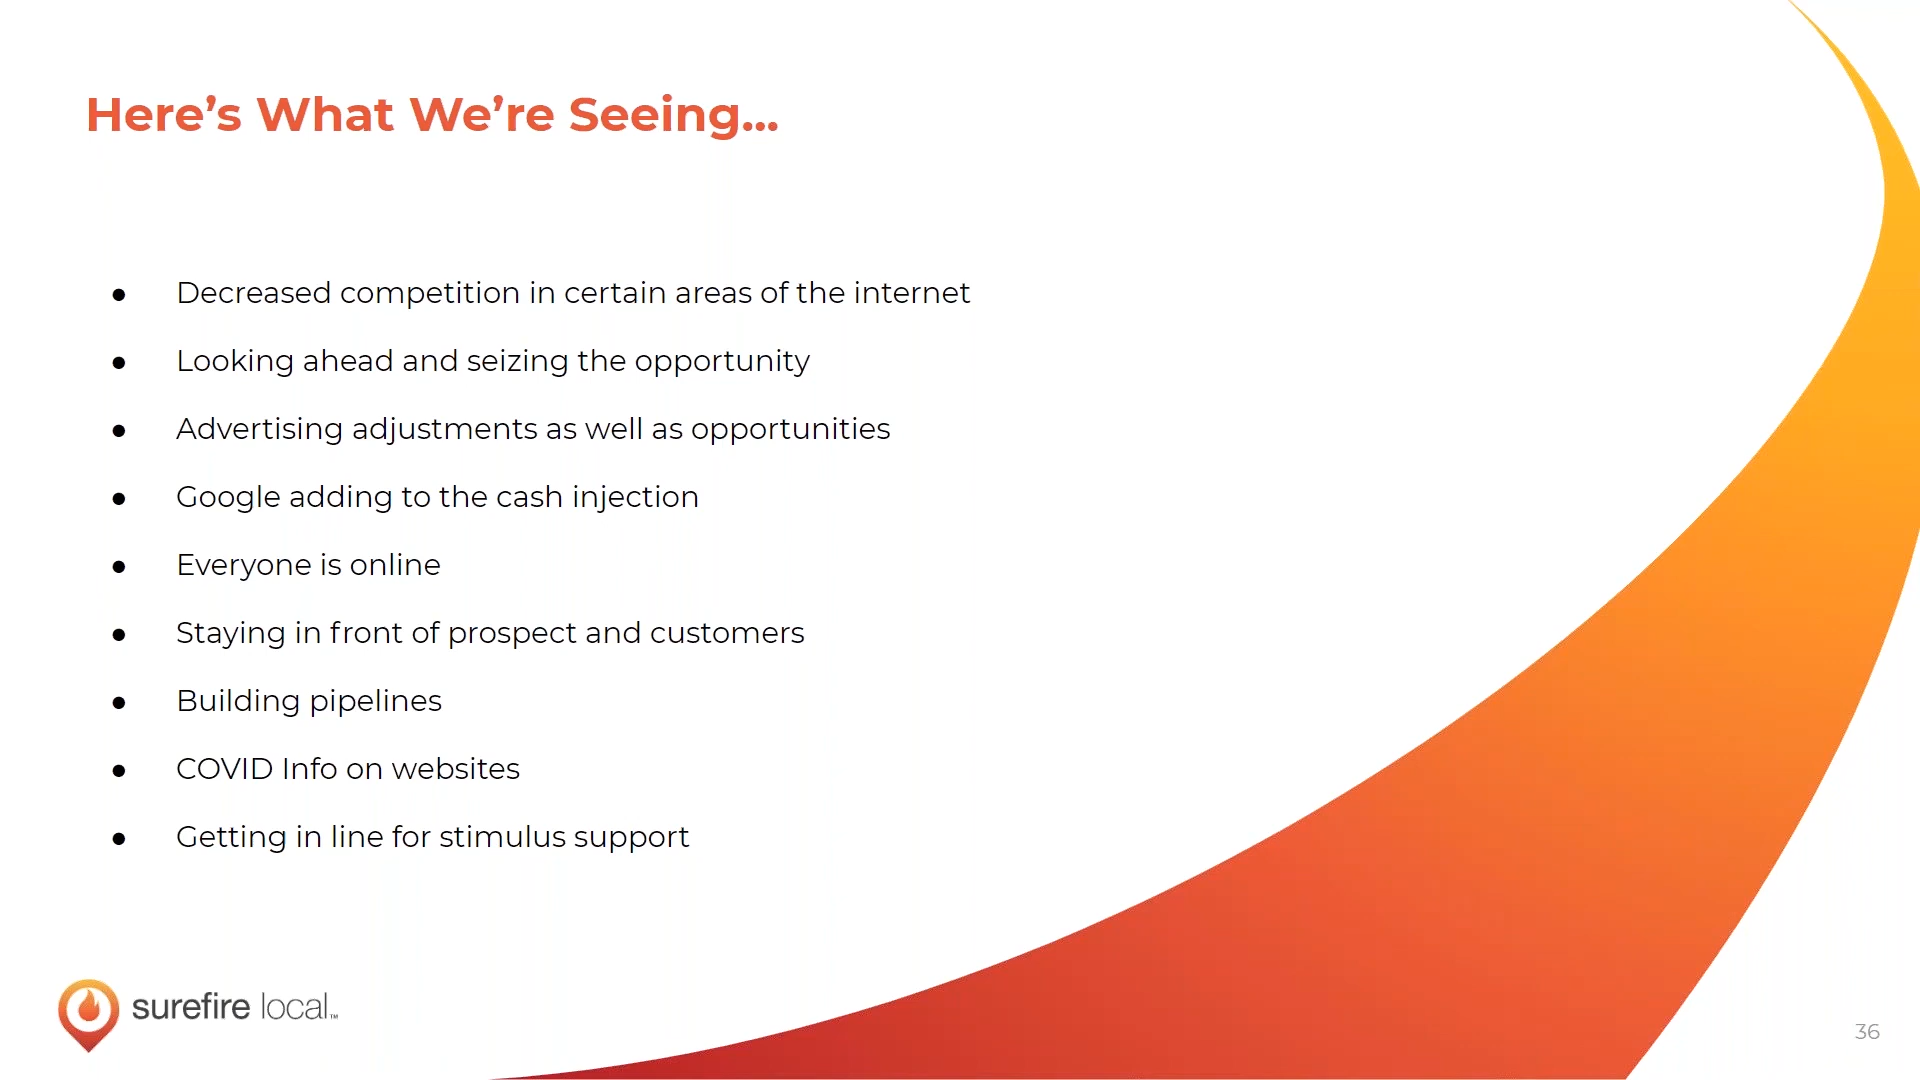 Here’s What We’re Seeing...
● Decreased competition in certain areas of the internet
● Looking ahead and seizing the opportunity
● Advertising adjustments as well as opportunities
● Google adding to the cash injection
● Everyone is online
● Staying in front of prospect and customers
● Building pipelines
● COVID Info on websites
● Getting in line for stimulus support
surefire local™
36